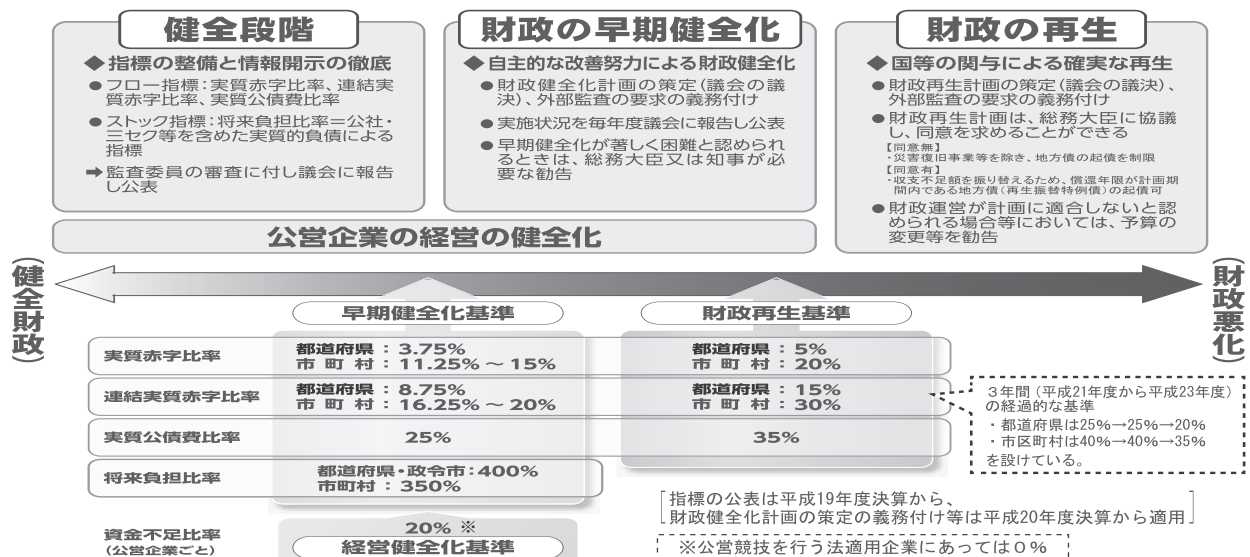 健全段階
◆指標の整備と情報開示の徹底
●フロー指標：実質赤字比率、連結実
質赤字比率、実質公債費比率
●ストック指標：将来負担比率＝公社・
三セク等を含めた実質的負債による
指標
➡監査委員の審査に付し議会に報告
し公表
財政の早期健全化
◆自主的な改善努力による財政健全化
●財政健全化計画の策定（議会の議
決）、外部監査の要求の義務付け
●実施状況を毎年度議会に報告し公表
●早期健全化が著しく困難と認められ
るときは、総務大臣又は知事が必
要な勧告
財政の再生
◆国等の関与による確実な再生
●財政再生計画の策定（議会の議決）、
外部監査の要求の義務付け
●財政再生計画は、総務大臣に協議
し、同意を求めることができる
【同意無】
・災害復旧事業等を除き、地方債の起債を制限
【同意有】
・収支不足額を振り替えるため、償還年限が計画期
間内である地方債（再生振替特例債）の起債可
●財政運営が計画に適合しないと認
められる場合等においては、予算の
変更等を勧告
公営企業の経営の健全化
（健全財政）
（財政悪化）
早期健全化基準
財政再生基準
実質赤字比率
都道府県：3.75%
市町村：11.25%～15%
都道府県：5%
市町村：20%
連結実質赤字比率
都道府県：8.75%
市町村：16.25%～20%
都道府県：15%
市町村：30%
実質公債費比率
25%
35%
将来負担比率
都道府県・政令市：400%
市町村：350%
資金不足比率
（公営企業ごと）
20% ※
経営健全化基準
３年間（平成21年度から平成23年度）
の経過的な基準
・都道府県は25%→25%→20%
・市区町村は40%→40%→35%
を設けている。
［指標の公表は平成19年度決算から、
財政健全化計画の策定の義務付け等は平成20年度決算から適用］
※公営競技を行う法適用企業にあっては０％